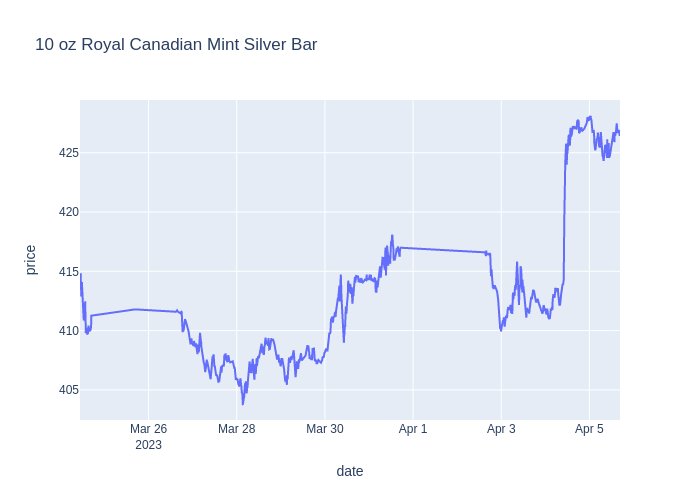 10 oz Royal Canadian Mint Silver Bar
425
420
415
410
405
price
Mar 26
2023
Mar 28
Mar 30
Apr 1
Apr 3
Apr 5
date